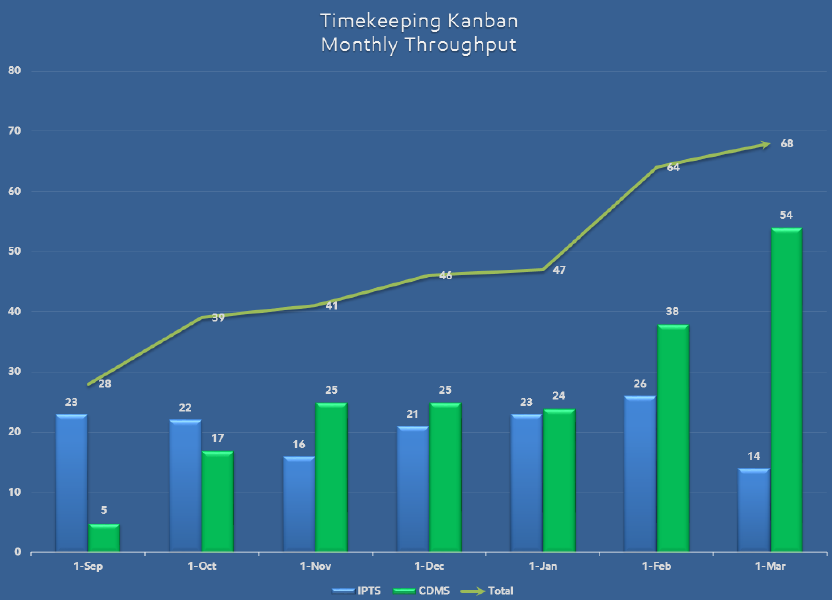 Timekeeping Kanban
Monthly Throughput
80
70
60
50
40
30
20
10
0
28
39
41
46
47
64
68
23
5
22
17
16
25
21
25
23
24
26
38
14
54
1-Sep
1-Oct
1-Nov
1-Dec
1-Jan
1-Feb
1-Mar
IPTS
CDMS
Total